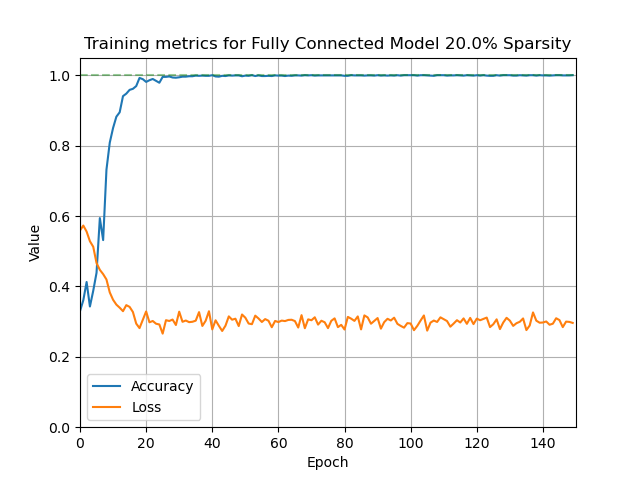 Training metrics for Fully Connected Model 20.0% Sparsity
1.0
0.8
0.6
0.4
0.2
0.0
Value
Accuracy
Loss
0 20 40 60 80 100 120 140
Epoch